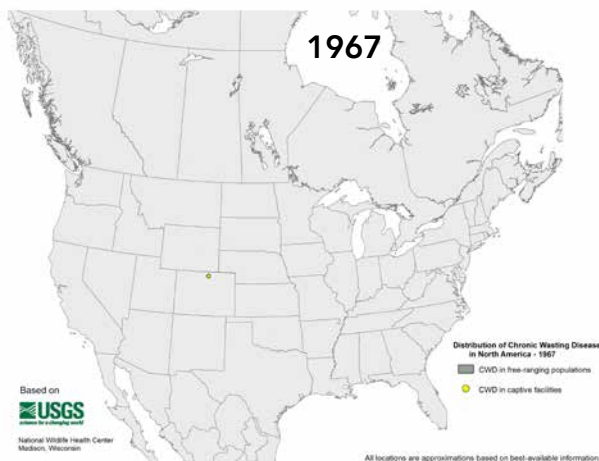 1967
Distribution of Chronic Wasting Disease
in North America - 1967
CWD in free-ranging populations
CWD in captive facilities
Based on
USGS
science for a changing world
National Wildlife Health Center
Madison, Wisconsin
All locations are approximations based on best-available information